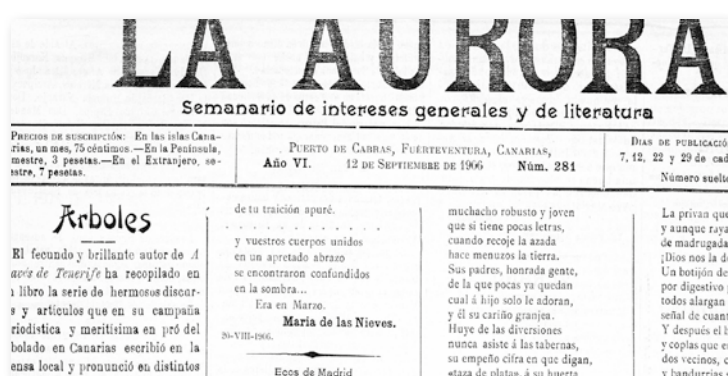 LA AURORA
Semanario de intereses generales y de literatura
PRECIOS DE SUSCRIPCIÓN: En las islas Cana-
rias, un mes, 75 céntimos.—En la Península,
mestre, 3 pesetas.—En el Extranjero, se-
estre, 7 pesetas.
PUERTO DE CABRAS, FUERTEVENTURA, CANARIAS,
Año VI. 12 DE SEPTIEMBRE DE 1906 Núm. 281
DIAS DE PUBLICACIÓ
7, 12, 22 y 29 de cad
Número suelto
Arboles
El fecundo y brillante autor de A
avés de Tenerife ha recopilado en
libro la serie de hermosos discur-
s y artículos que en su campaña
riodística y meritísima en pró del
bolado en Canarias escribió en la
ensa local y pronunció en distintos
de tu traición apuré.
. . . . . . . . . . . .
y vuestros cuerpos unidos
en un apretado abrazo
se encontraron confundidos
en la sombra...
Era en Marzo.
María de las Nieves.
20-VIII-1906.
Ecos de Madrid
muchacho robusto y joven
que si tiene pocas letras,
cuando recoje la azada
hace menuzos la tierra.
Sus padres, honrada gente,
de la que pocas ya quedan
cual á hijo solo le adoran,
y él su cariño granjea.
Huye de las diversiones
nunca asiste á las tabernas,
su empeño cifra en que digan,
«taza de plata», á su huerta
La privan que
y aunque raya
de madrugada
¡Dios nos la d
Un botijón de
por digestivo
todos alargan
señal de cuant
Y después el b
y coplas que e
dos vecinos, c
y bandurrias